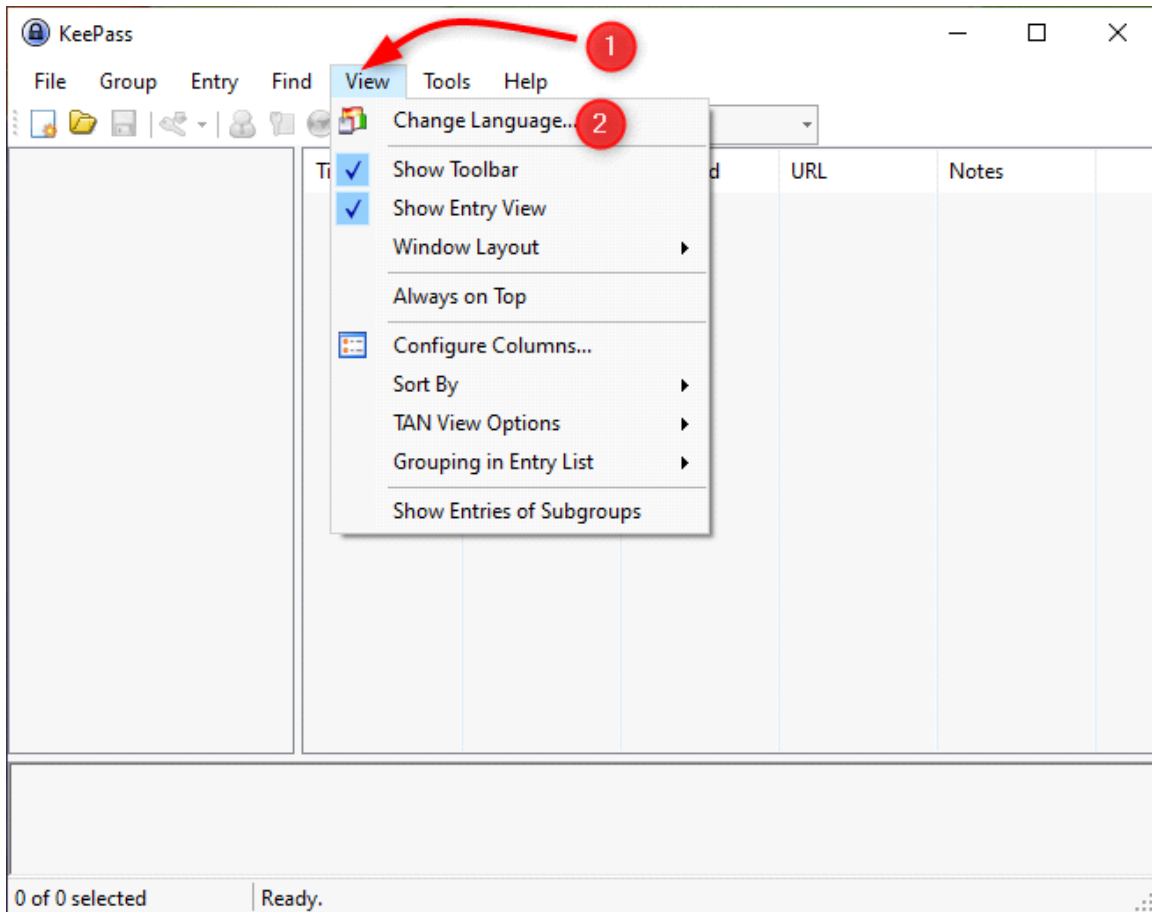 KeePass
1
File Group Entry Find View Tools Help
Change Language...
2
URL Notes
Show Toolbar
Show Entry View
Window Layout
Always on Top
Configure Columns...
Sort By
TAN View Options
Grouping in Entry List
Show Entries of Subgroups
0 of 0 selected Ready.